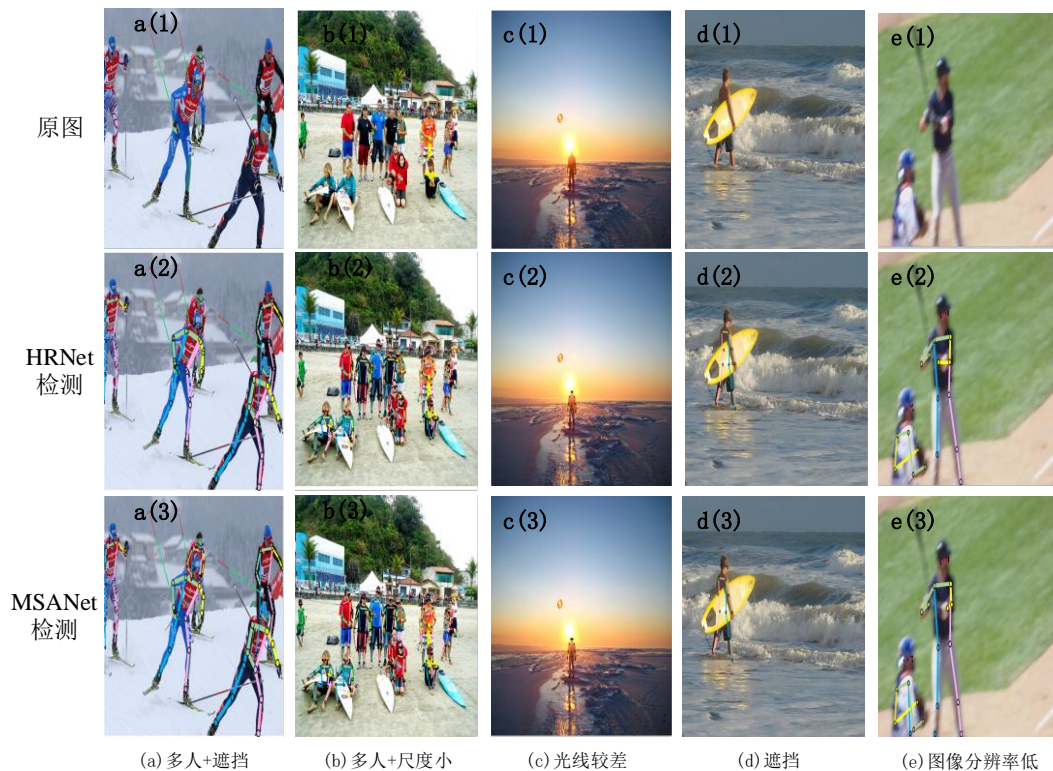 a(1) b(1) c(1) d(1) e(1)
原图
a(2) b(2) c(2) d(2) e(2)
HRNet
检测
a(3) b(3) c(3) d(3) e(3)
MSANet
检测
(a)多人+遮挡 (b)多人+尺度小 (c)光线较差 (d)遮挡 (e)图像分辨率低